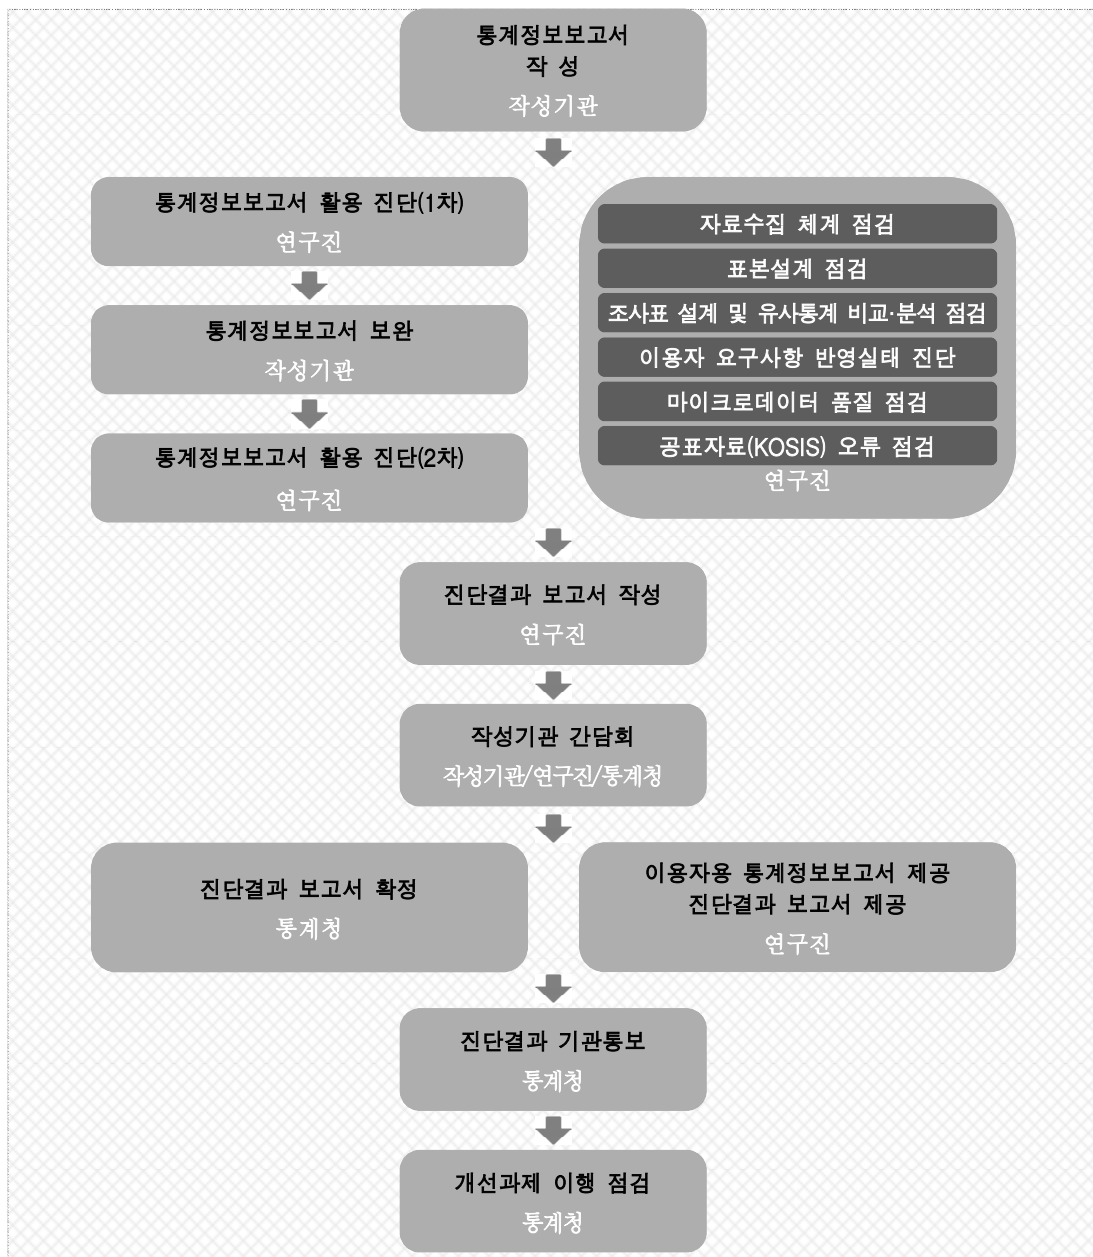 통계정보보고서
작 성
작성기관
통계정보보고서 활용 진단(1차)
연구진
통계정보보고서 보완
작성기관
통계정보보고서 활용 진단(2차)
연구진
자료수집 체계 점검
표본설계 점검
조사표 설계 및 유사통계 비교·분석 점검
이용자 요구사항 반영실태 진단
마이크로데이터 품질 점검
공표자료(KOSIS) 오류 점검
연구진
진단결과 보고서 작성
연구진
작성기관 간담회
작성기관/연구진/통계청
진단결과 보고서 확정
통계청
이용자용 통계정보보고서 제공
진단결과 보고서 제공
연구진
진단결과 기관통보
통계청
개선과제 이행 점검
통계청